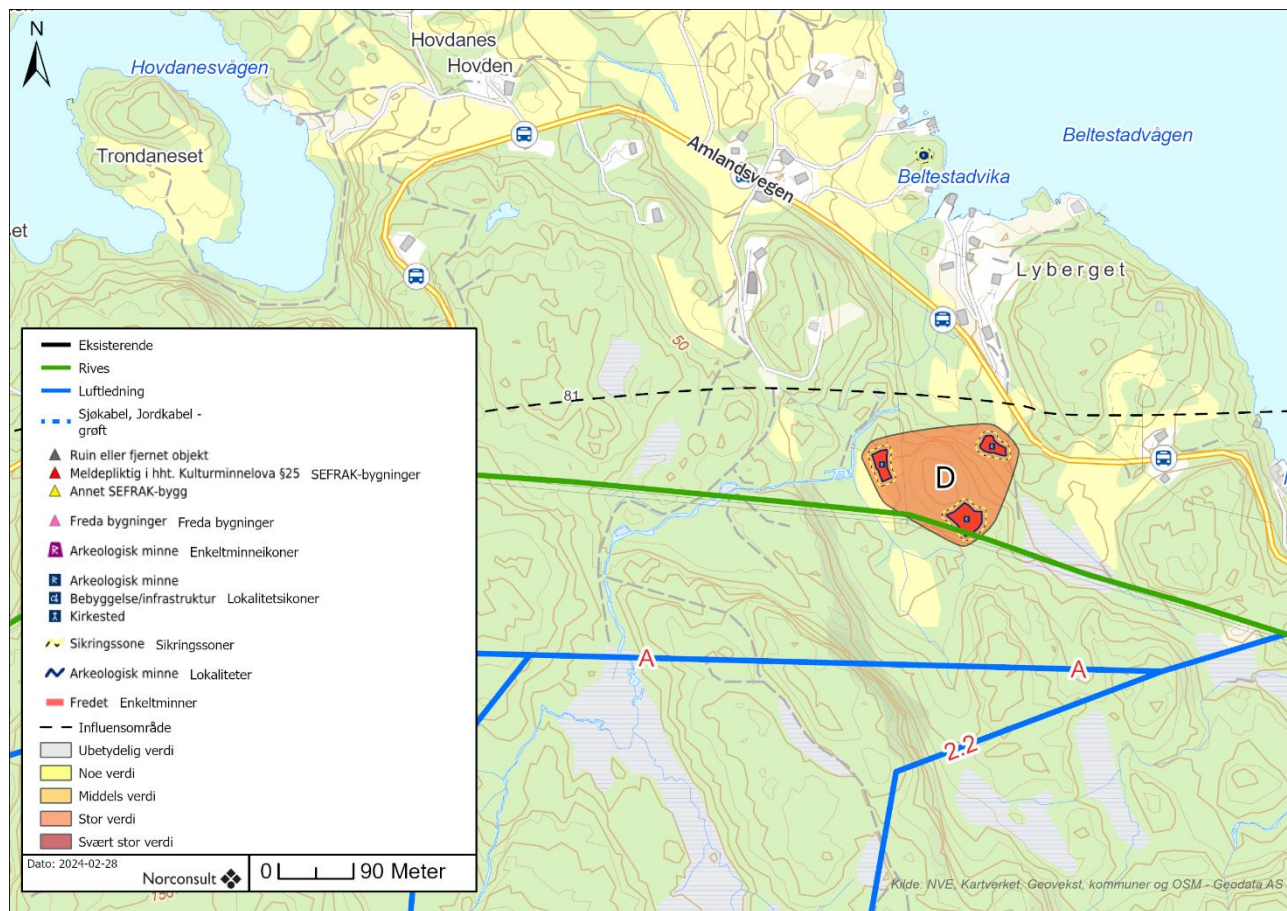 N
Hovdanesvågen
Hovdanes
Hovden
Trondaneset
et
Amlandsvegen
Beltestadvågen
Beltestadvika
Lyberget
50
81
D
A
A
2.2
Eksisterende
Rives
Luftledning
Sjøkabel, Jordkabel -
grøft
Ruin eller fjernet objekt
Meldepliktig i hht. Kulturminnelova §25 SEFRAK-bygninger
Annet SEFRAK-bygg
Freda bygninger Freda bygninger
R Arkeologisk minne Enkeltminneikoner
R Arkeologisk minne
Bebyggelse/infrastruktur Lokalitetsikoner
Kirkested
Sikringssone Sikringssoner
Arkeologisk minne Lokaliteter
Fredet Enkeltminner
Influensområde
Ubetydelig verdi
Noe verdi
Middels verdi
Stor verdi
Svært stor verdi
Dato: 2024-02-28
Norconsult
0 90 Meter
150
Kilde: NVE, Kartverket, Geovekst, kommuner og OSM - Geodata AS